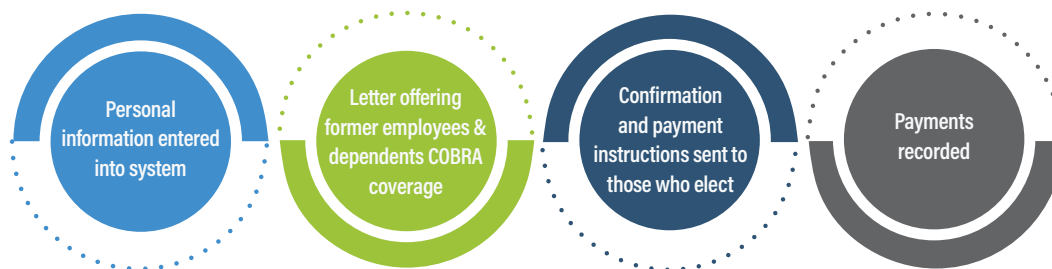 Personal
information entered
into system
Letter offering
former employees &
dependents COBRA
coverage
Confirmation
and payment
instructions sent to
those who elect
Payments
recorded